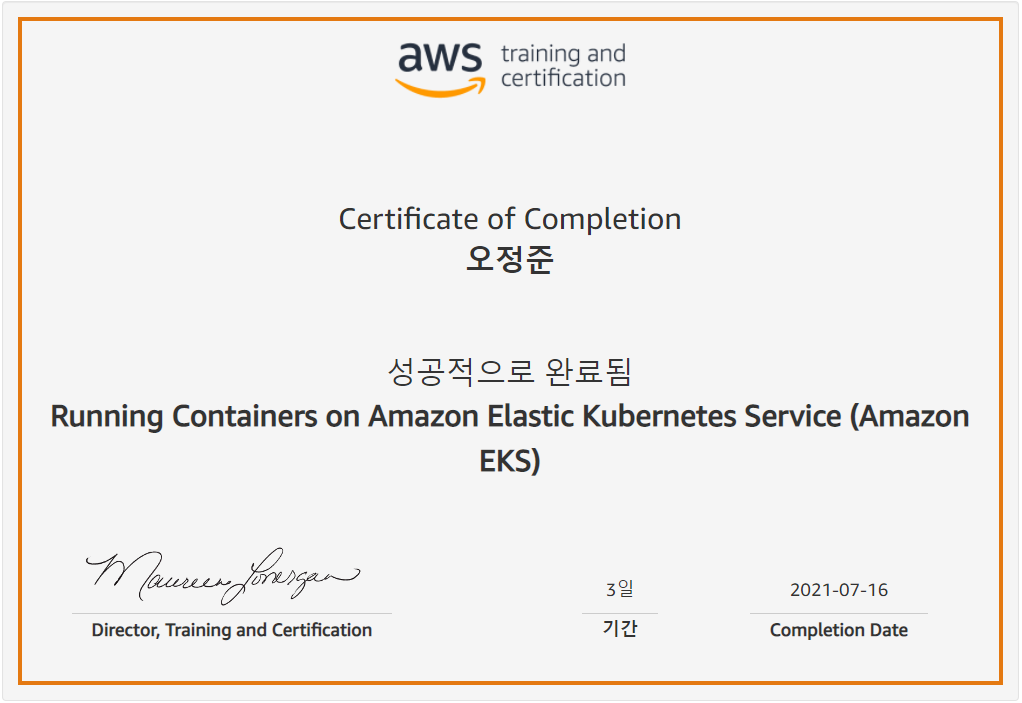 aws training and
certification
Certificate of Completion
오정준
성공적으로 완료됨
Running Containers on Amazon Elastic Kubernetes Service (Amazon
EKS)
Maureen Lonergan
3일
2021-07-16
Director, Training and Certification
기간
Completion Date